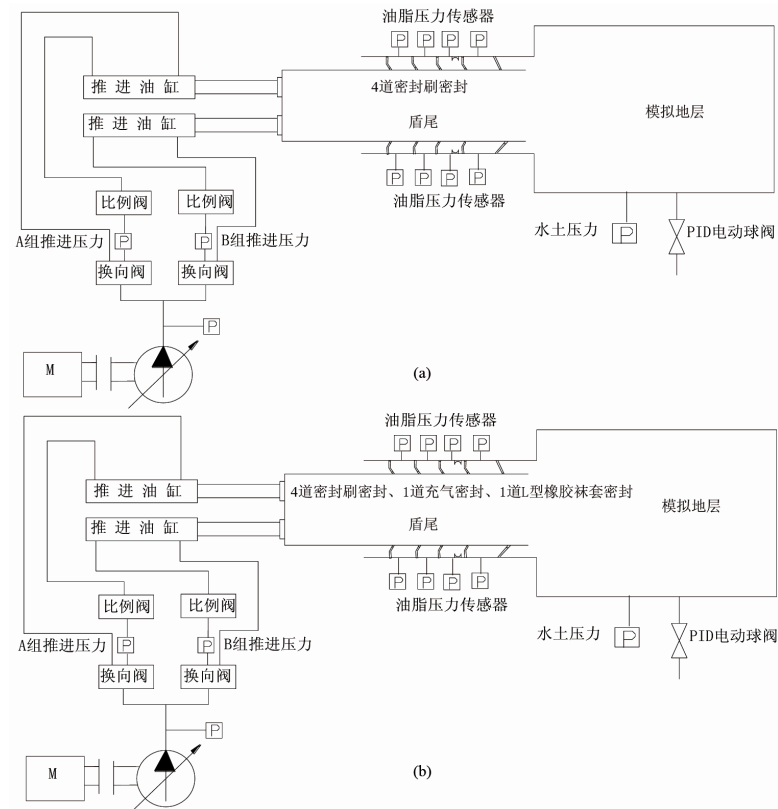 油脂压力传感器
P P P P
推进油缸
4道密封刷密封
模拟地层
推进油缸
盾尾
P P P P
比例阀 比例阀
油脂压力传感器
A组推进压力 P P B组推进压力
水土压力 P PID电动球阀
换向阀 换向阀
P
M
(a)
油脂压力传感器
P P P P
推进油缸
4道密封刷密封、1道充气密封、1道L型橡胶袜套密封
模拟地层
推进油缸
盾尾
P P P P
比例阀 比例阀
油脂压力传感器
A组推进压力 P P B组推进压力
水土压力 P PID电动球阀
换向阀 换向阀
P
M
(b)